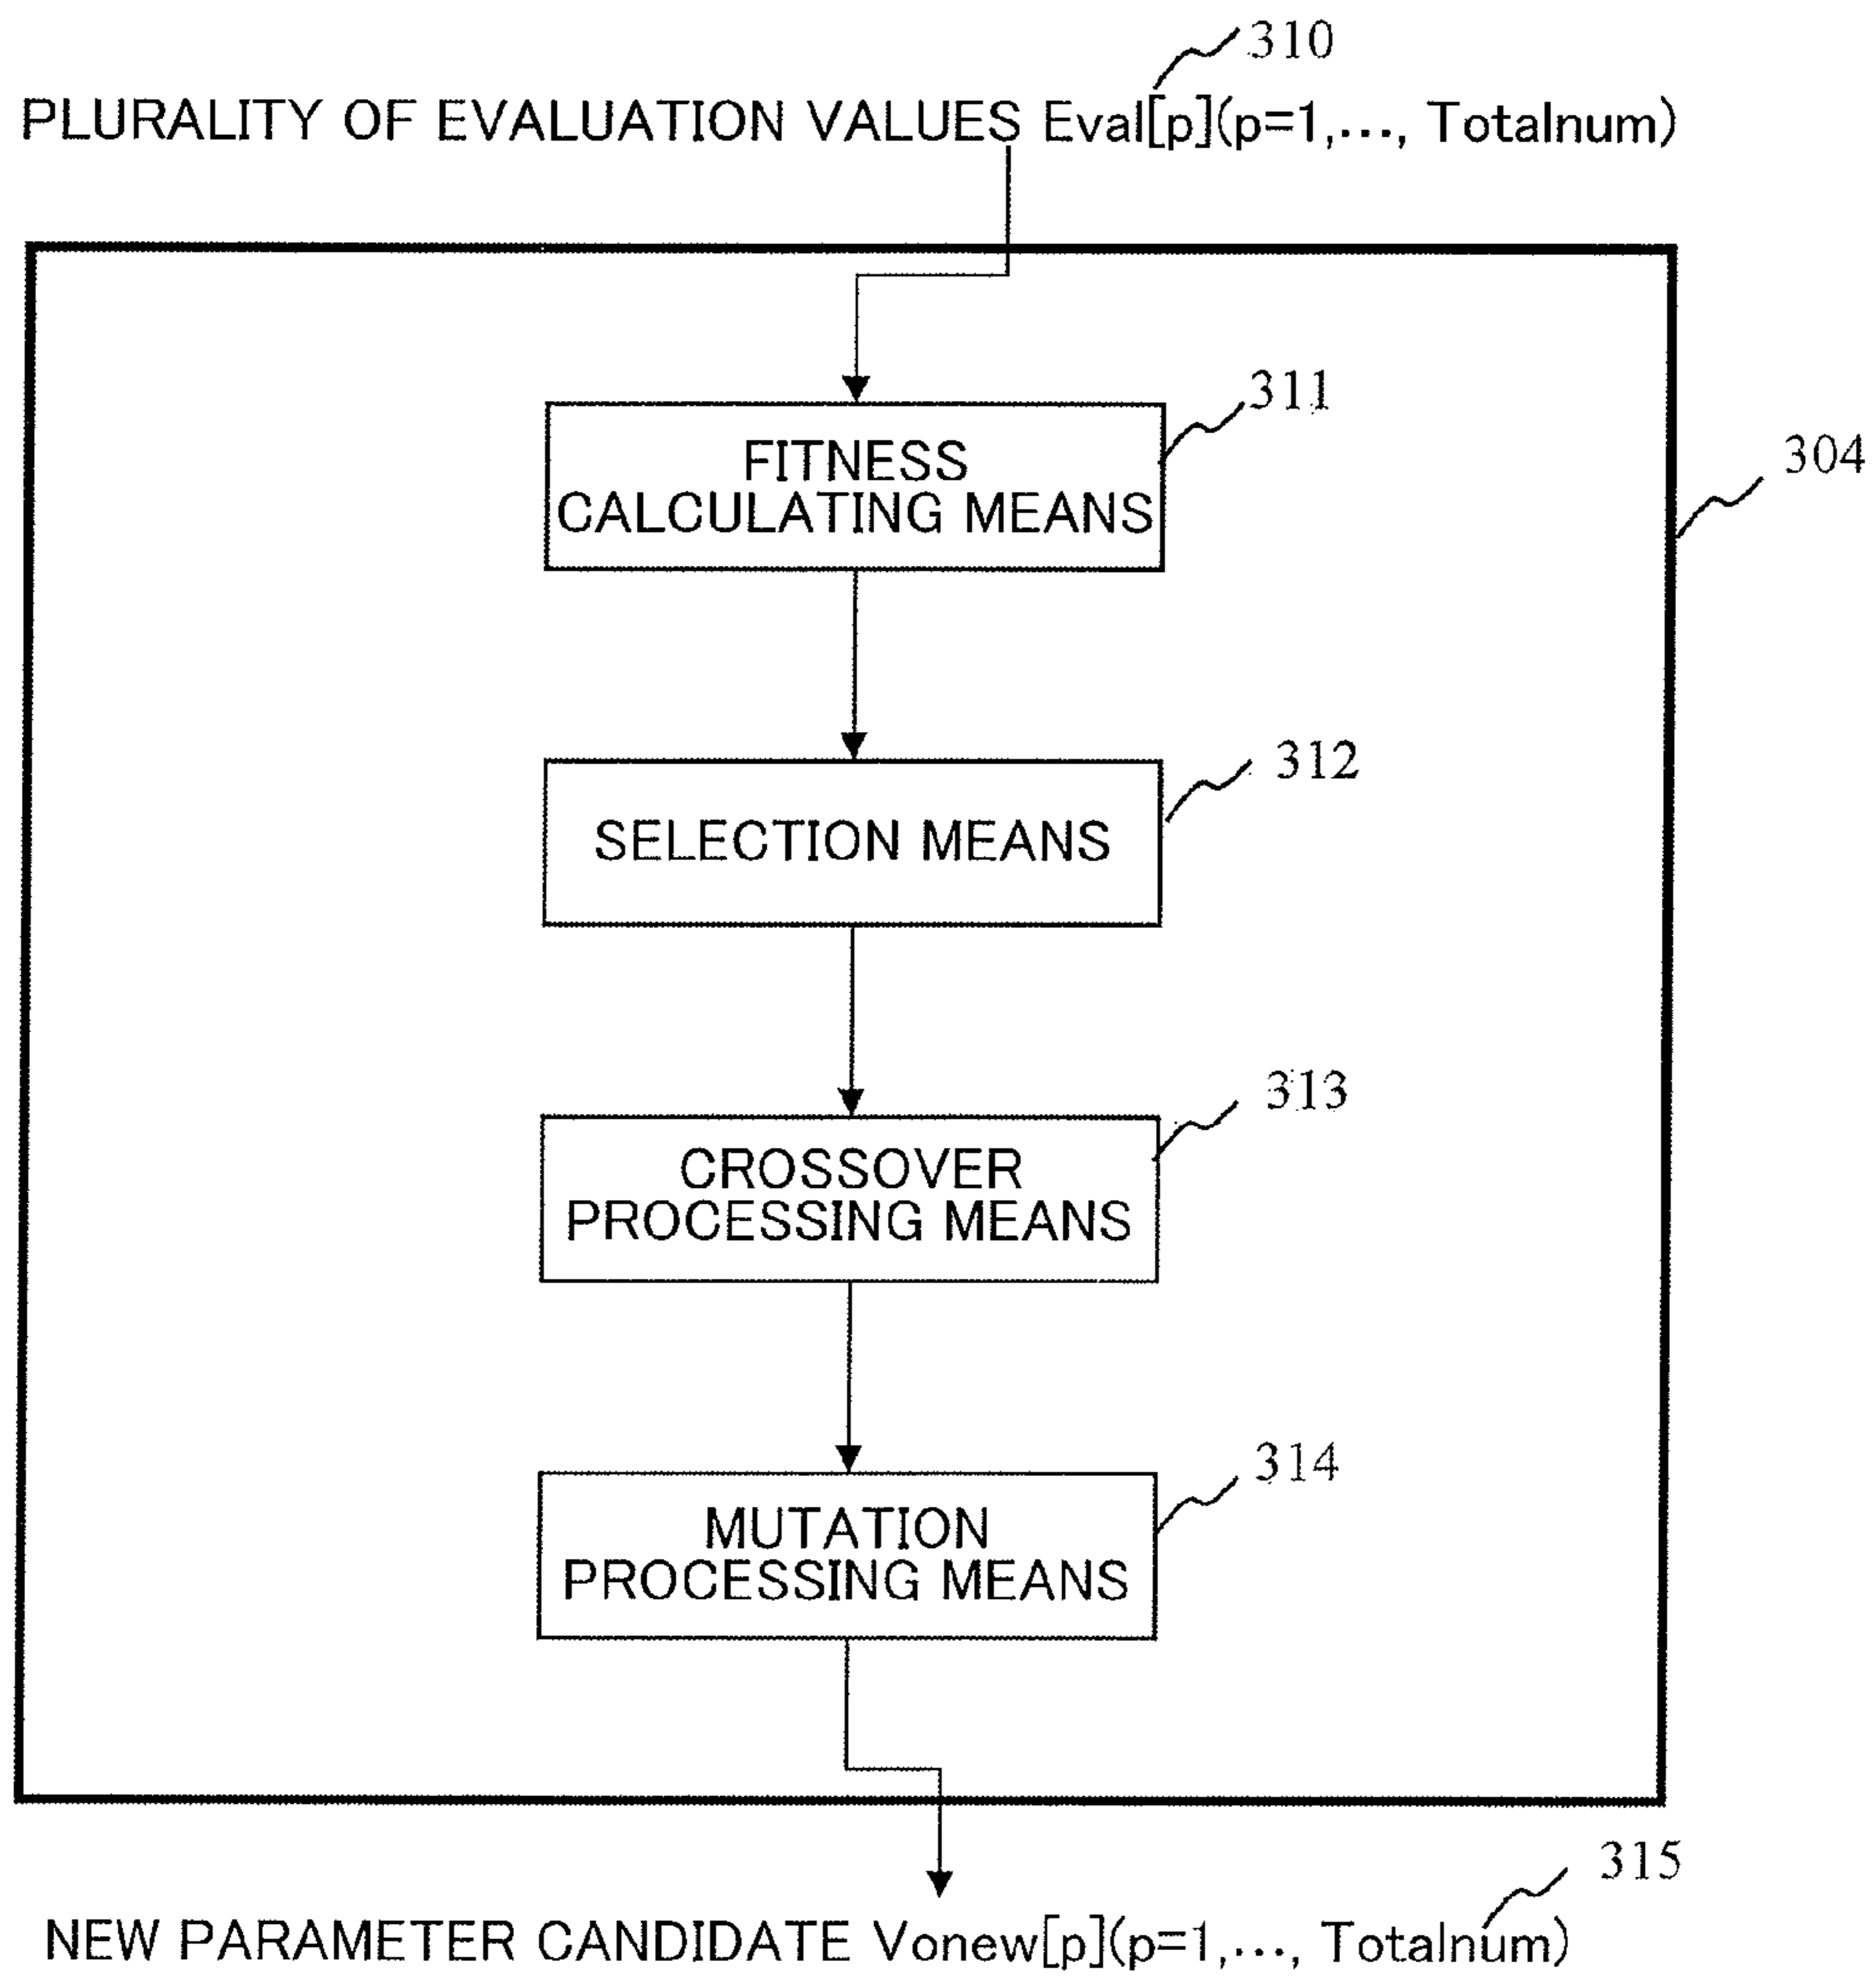 310
PLURALITY OF EVALUATION VALUES Eval[p](p=1,…, Totalnum)
311
FITNESS
CALCULATING MEANS
304
312
SELECTION MEANS
313
CROSSOVER
PROCESSING MEANS
314
MUTATION
PROCESSING MEANS
315
NEW PARAMETER CANDIDATE Vonew[p](p=1,…, Totalnum)